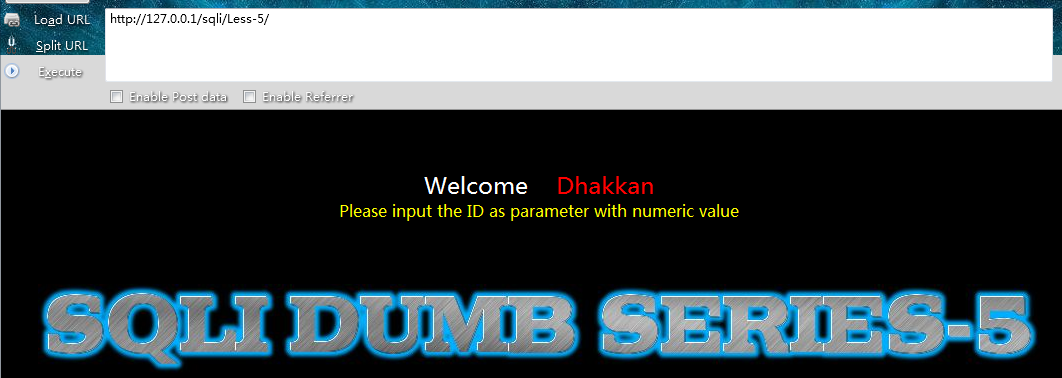 Load URL
http://127.0.0.1/sqli/Less-5/
Split URL
Execute
Enable Post data Enable Referrer
Welcome Dhakkan
Please input the ID as parameter with numeric value
SQLI DUMB SERIES-5